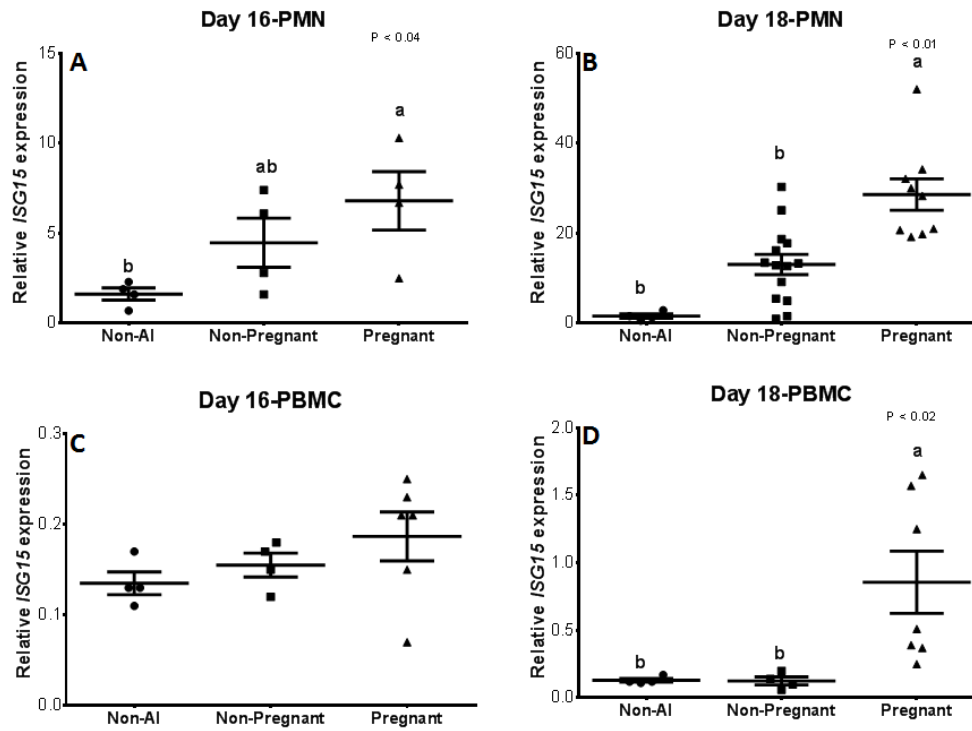 Day 16-PMN
P < 0.04
A
Relative ISG15 expression
15
10
5
0
b
ab
a
Non-AI
Non-Pregnant
Pregnant
Day 18-PMN
P < 0.01
B
Relative ISG15 expression
60
40
20
0
b
b
a
Non-AI
Non-Pregnant
Pregnant
Day 16-PBMC
C
Relative ISG15 expression
0.3
0.2
0.1
0.0
Non-AI
Non-Pregnant
Pregnant
Day 18-PBMC
P < 0.02
D
Relative ISG15 expression
2.0
1.5
1.0
0.5
0.0
b
b
a
Non-AI
Non-Pregnant
Pregnant